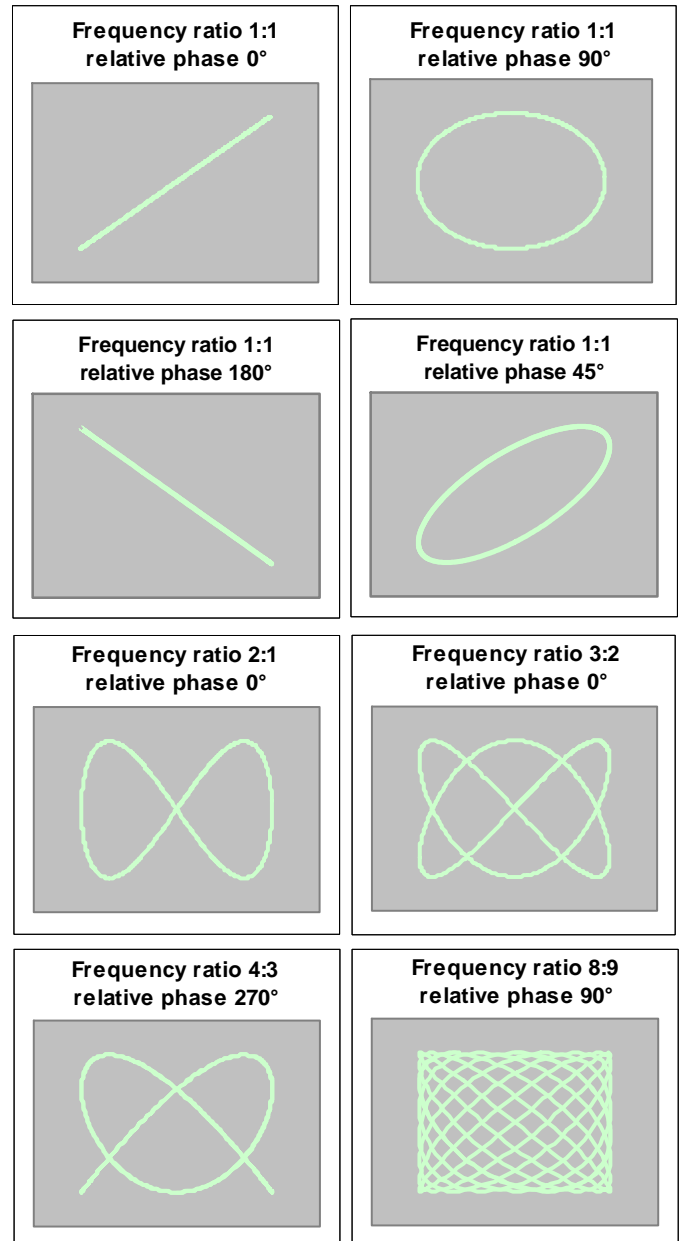 Frequency ratio 1:1
relative phase 0°
Frequency ratio 1:1
relative phase 90°
Frequency ratio 1:1
relative phase 180°
Frequency ratio 1:1
relative phase 45°
Frequency ratio 2:1
relative phase 0°
Frequency ratio 3:2
relative phase 0°
Frequency ratio 4:3
relative phase 270°
Frequency ratio 8:9
relative phase 90°